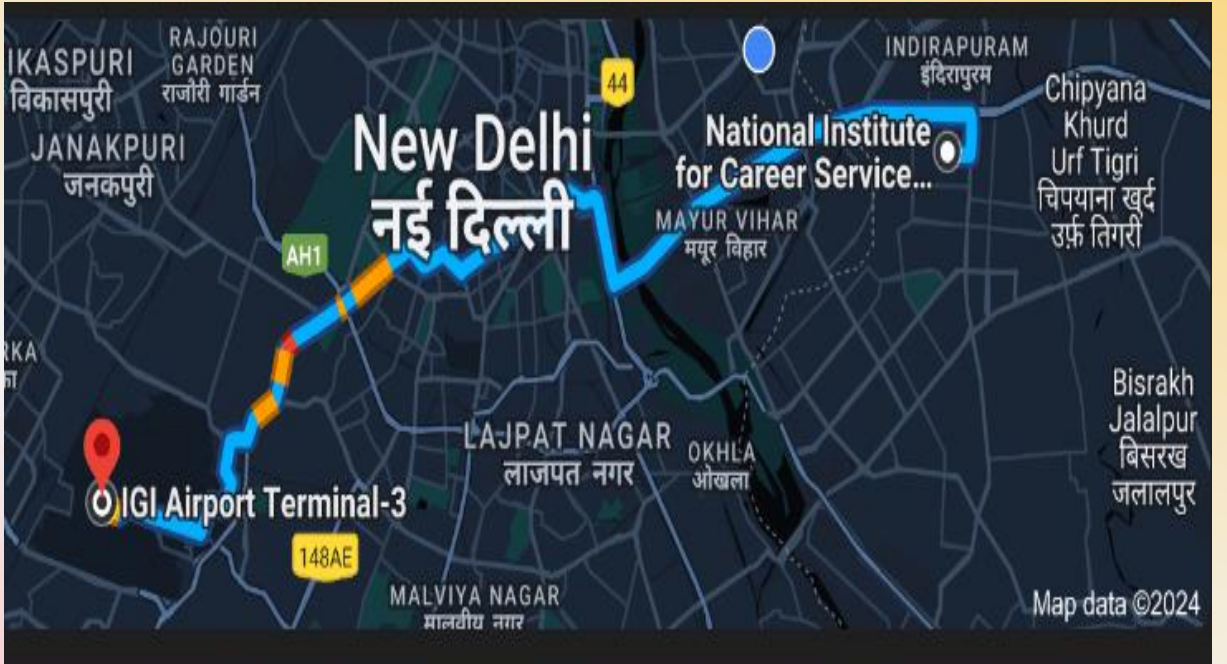 IKASPURI
विकासपुरी
RAJOURI
GARDEN
राजौरी गार्डन
JANAKPURI
जनकपुरी
44
INDIRAPURAM
इंदिरापुरम
Chipyana
Khurd
Urf Tigri
चिपयाना खुर्द
उर्फ़ तिगरी
New Delhi
नई दिल्ली
National Institute
for Career Service...
MAYUR VIHAR
मयूर विहार
AH1
RKA
का
Bisrakh
Jalalpur
बिसरख
जलालपुर
LAJPAT NAGAR
लाजपत नगर
OKHLA
ओखला
IGI Airport Terminal-3
148AE
MALVIYA NAGAR
मालवीय नगर
Map data ©2024